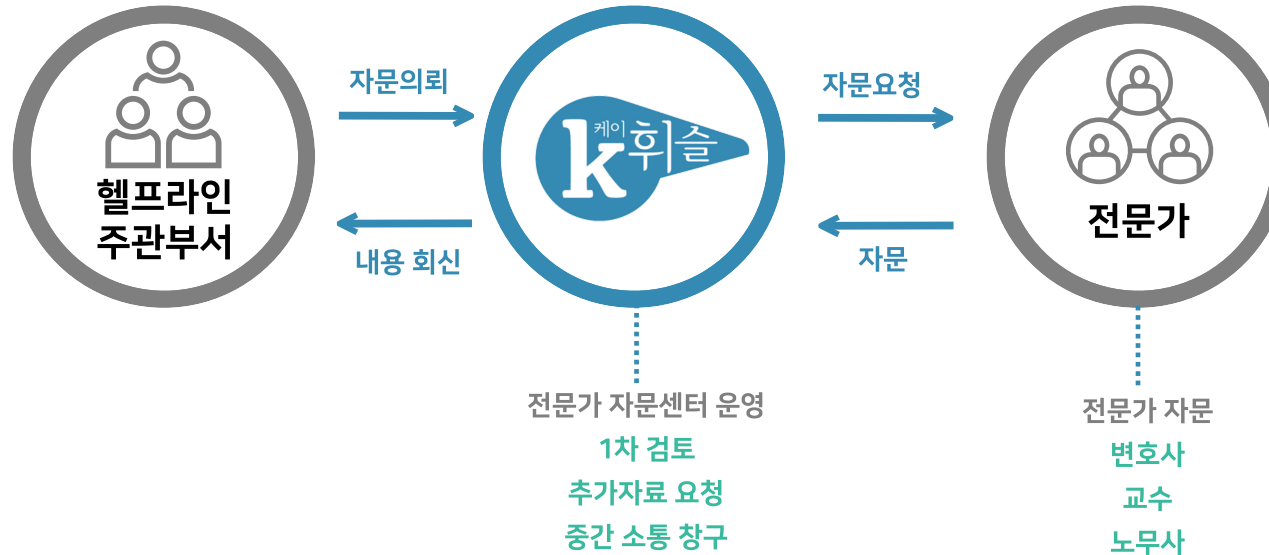 헬프라인
주관부서
자문의뢰
내용 회신
케이
k휘슬
자문요청
자문
전문가
전문가 자문센터 운영
1차 검토
추가자료 요청
중간 소통 창구
전문가 자문
변호사
교수
노무사